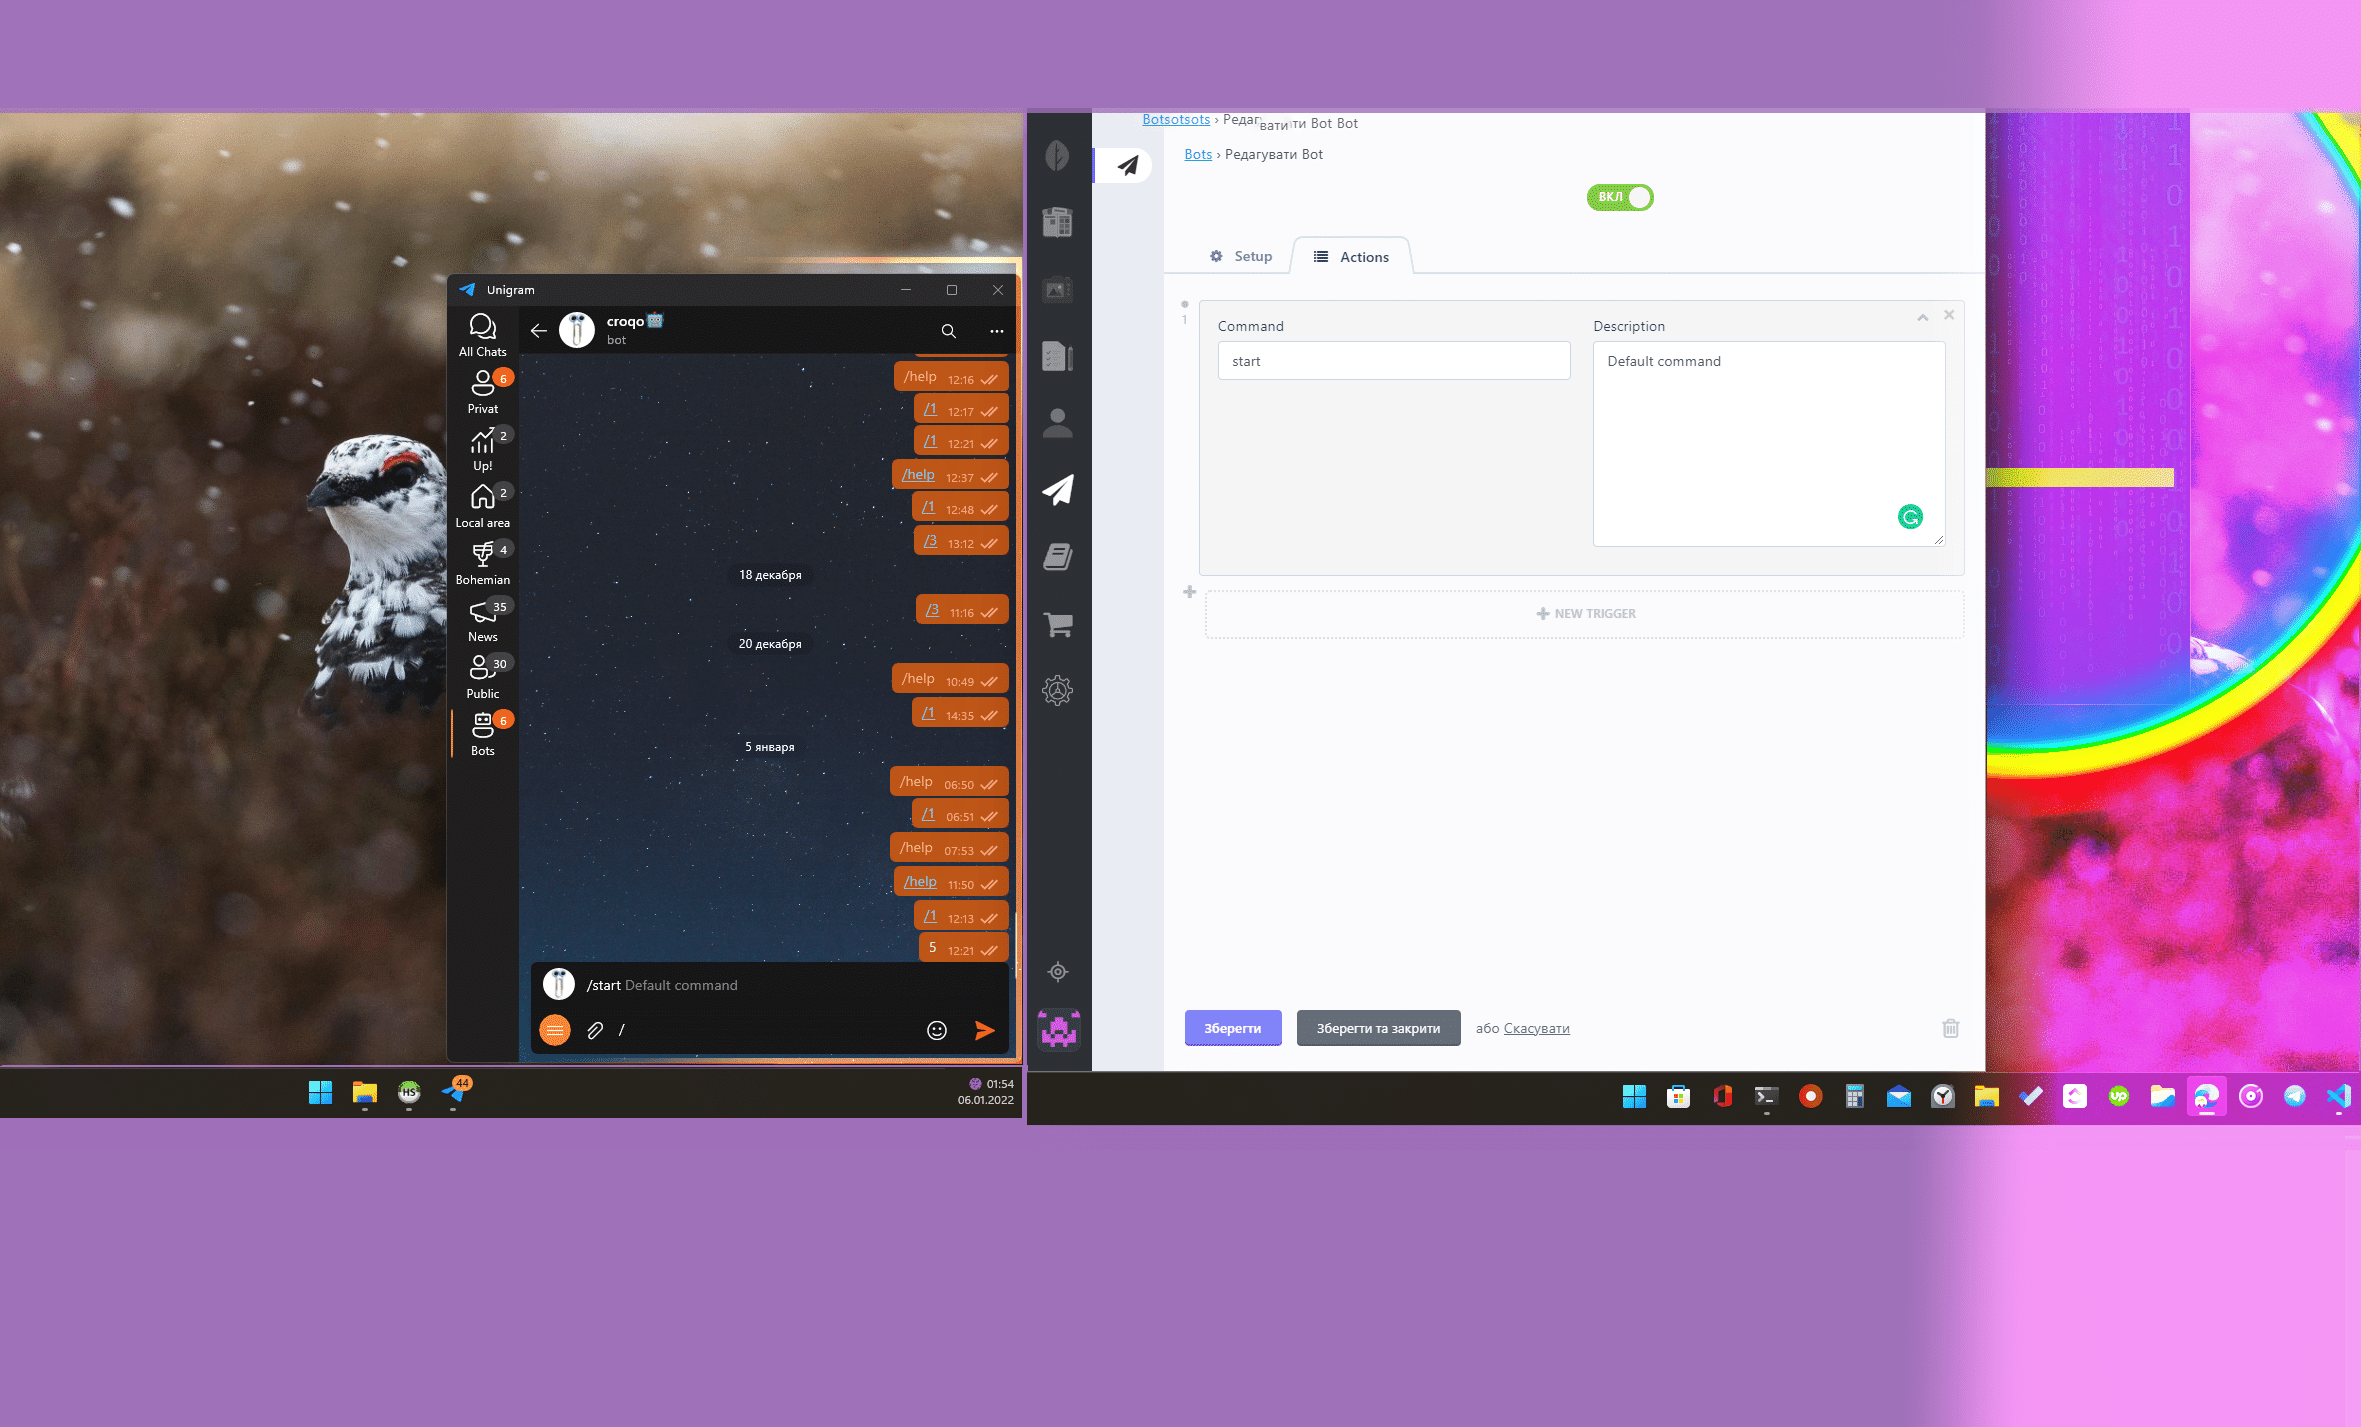 Unigram
croqo
bot
All Chats
6
Privat
2
Up!
2
Local area
4
Bohemian
35
News
30
Public
6
Bots
/help 12:16
/1 12:17
/1 12:21
/help 12:37
/1 12:48
/3 13:12
18 декабря
/3 11:16
20 декабря
/help 10:49
/1 14:35
5 января
/help 06:50
/1 06:51
/help 07:53
/help 11:50
/1 12:13
5 12:21
/start Default command
/
HS
44
01:54
06.01.2022
Botsotsots › Редагватити Bot Bot
Bots › Редагувати Bot
ВКЛ
Setup
Actions
1
Command
start
Description
Default command
NEW TRIGGER
Зберегти
Зберегти та закрити
або Скасувати
up